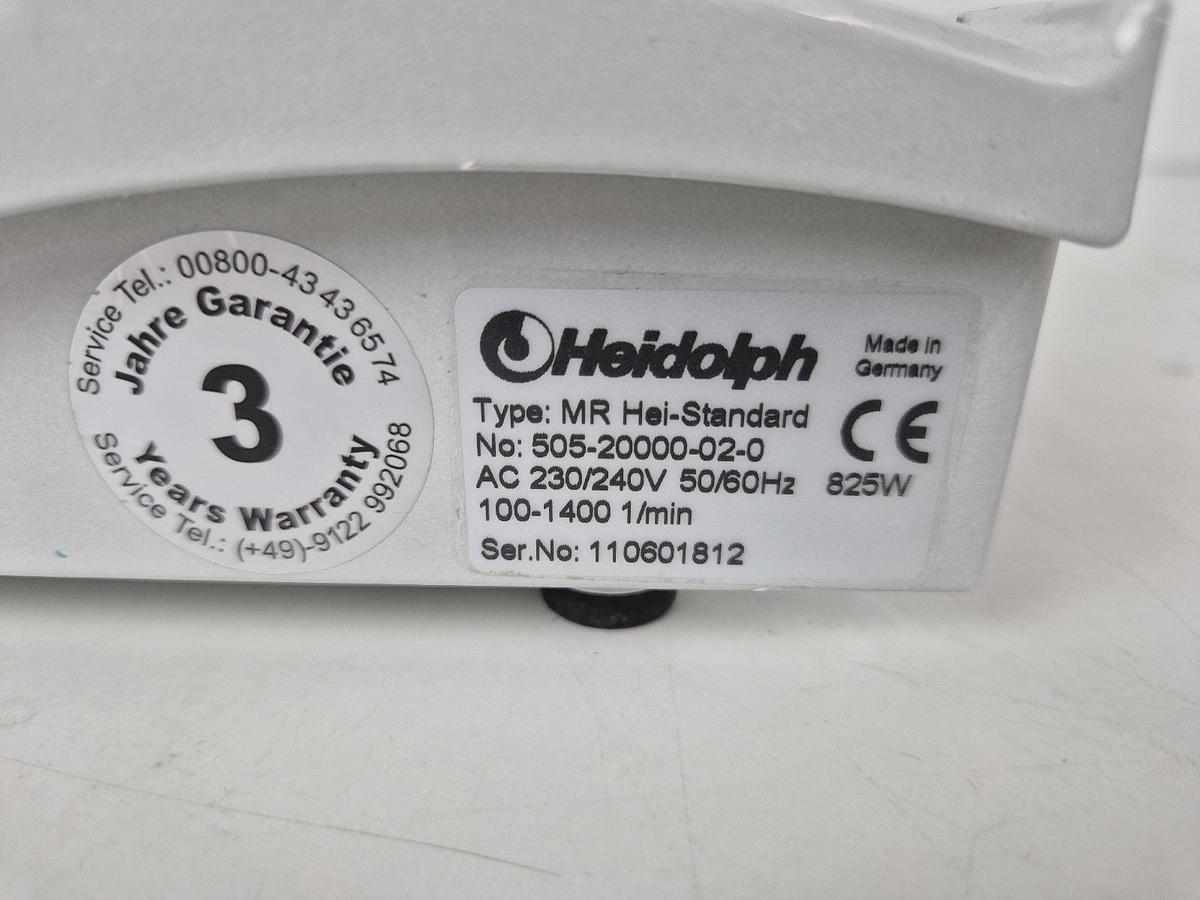 Service Tel.: 00800-43 43 65 74
Jahre Garantie
3
Years Warranty
Service Tel.: (+49)-9122 992068
Heidolph
Made in
Germany
Type: MR Hei-Standard
CE
No: 505-20000-02-0
AC 230/240V 50/60Hz 825W
100-1400 1/min
Ser.No: 110601812